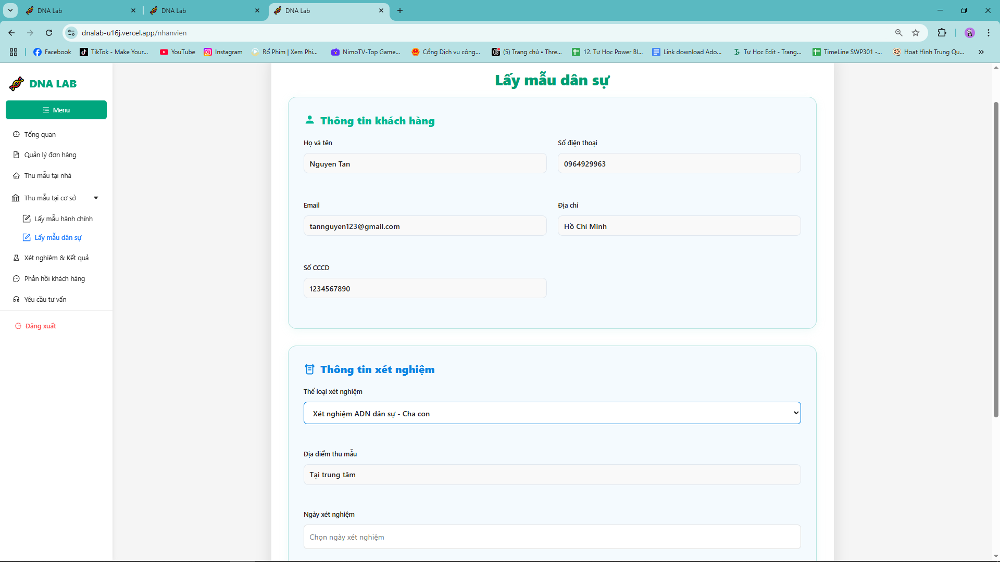 DNA Lab
DNA Lab
DNA Lab
dnalab-u16j.vercel.app/nhanvien
Facebook
TikTok - Make Your...
YouTube
Instagram
Rổ Phim | Xem Phi...
NimoTV-Top Game...
Cổng Dịch vụ công...
(5) Trang chủ • Thre...
12. Tự Học Power BI...
Link download Ado...
Tự Học Edit - Trang...
TimeLine SWP301 -...
Hoạt Hình Trung Qu...
DNA LAB
Menu
Tổng quan
Quản lý đơn hàng
Thu mẫu tại nhà
Thu mẫu tại cơ sở
Lấy mẫu hành chính
Lấy mẫu dân sự
Xét nghiệm & Kết quả
Phản hồi khách hàng
Yêu cầu tư vấn
Đăng xuất
Lấy mẫu dân sự
Thông tin khách hàng
Họ và tên
Nguyen Tan
Số điện thoại
0964929963
Email
tannguyen123@gmail.com
Địa chỉ
Hồ Chí Minh
Số CCCD
1234567890
Thông tin xét nghiệm
Thể loại xét nghiệm
Xét nghiệm ADN dân sự - Cha con
Địa điểm thu mẫu
Tại trung tâm
Ngày xét nghiệm
Chọn ngày xét nghiệm